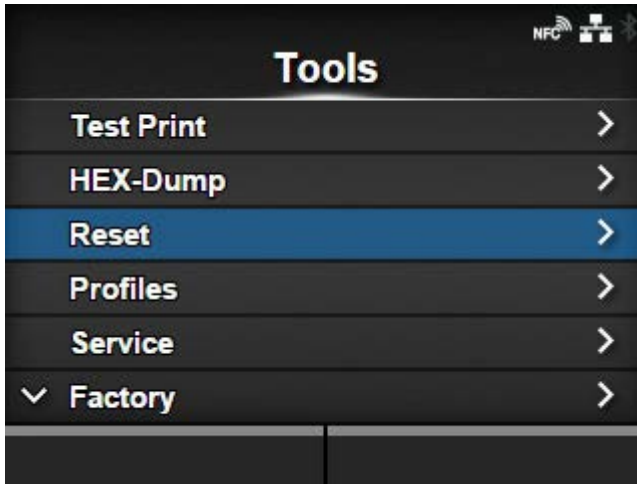 NFC
Tools
Test Print
HEX-Dump
Reset
Profiles
Service
Factory